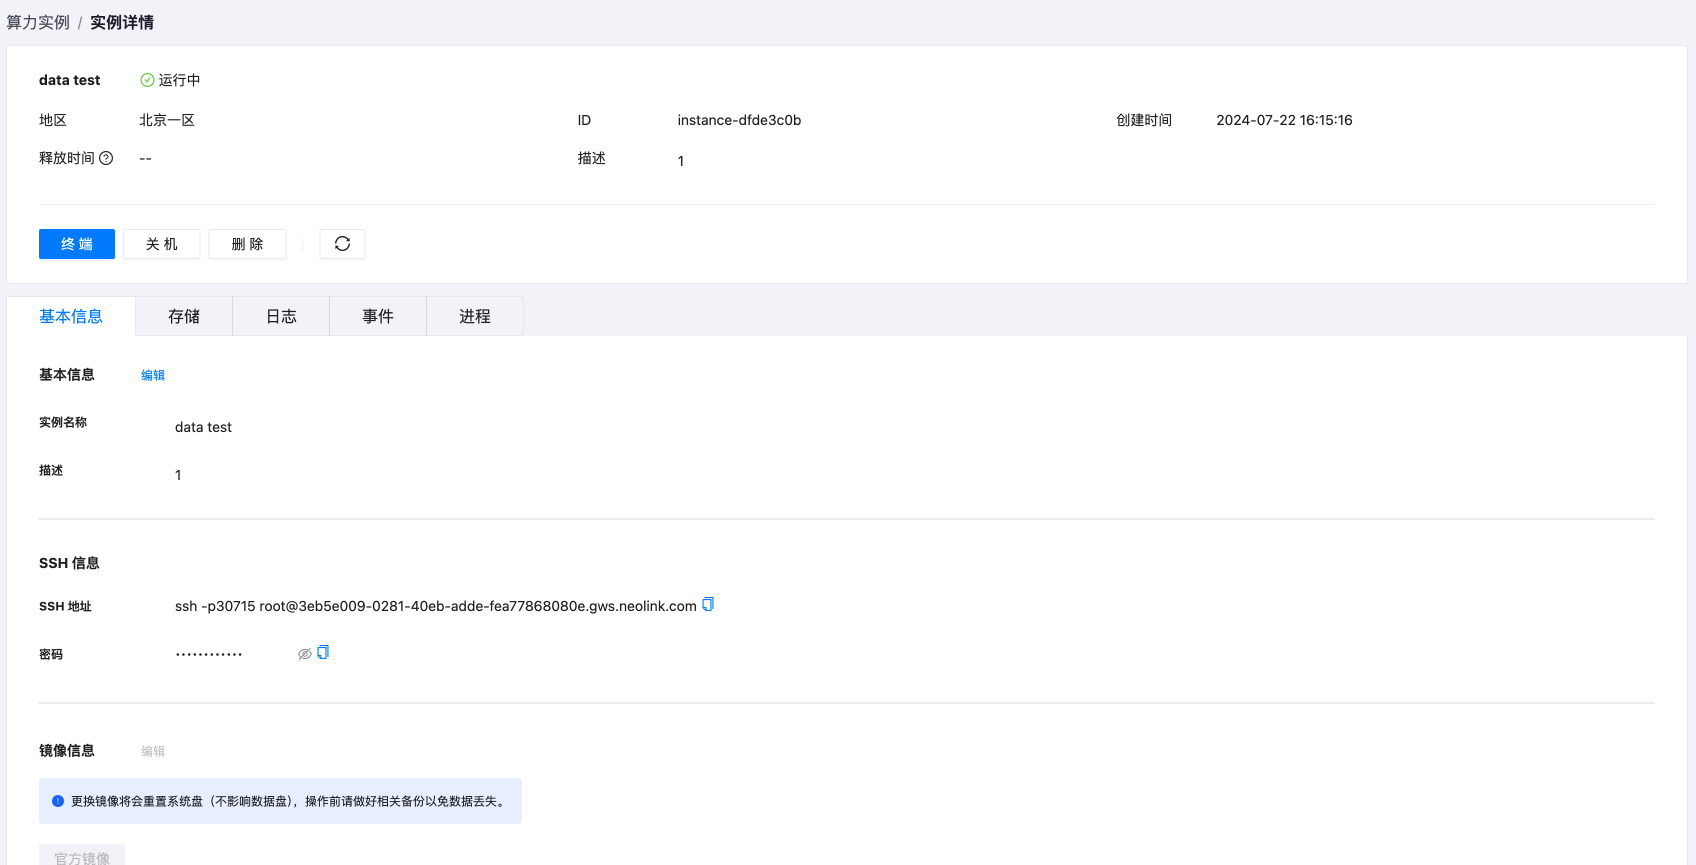 算力实例 / 实例详情
data test 运行中
地区 北京一区 ID instance-dfde3c0b 创建时间 2024-07-22 16:15:16
释放时间 -- 描述 1
终 端 关 机 删 除
基本信息 存储 日志 事件 进程
基本信息 编辑
实例名称 data test
描述 1
SSH 信息
SSH 地址 ssh -p30715 root@3eb5e009-0281-40eb-adde-fea77868080e.gws.neolink.com
密码 ••••••••••••
镜像信息 编辑
更换镜像将会重置系统盘（不影响数据盘），操作前请做好相关备份以免数据丢失。
官方镜像